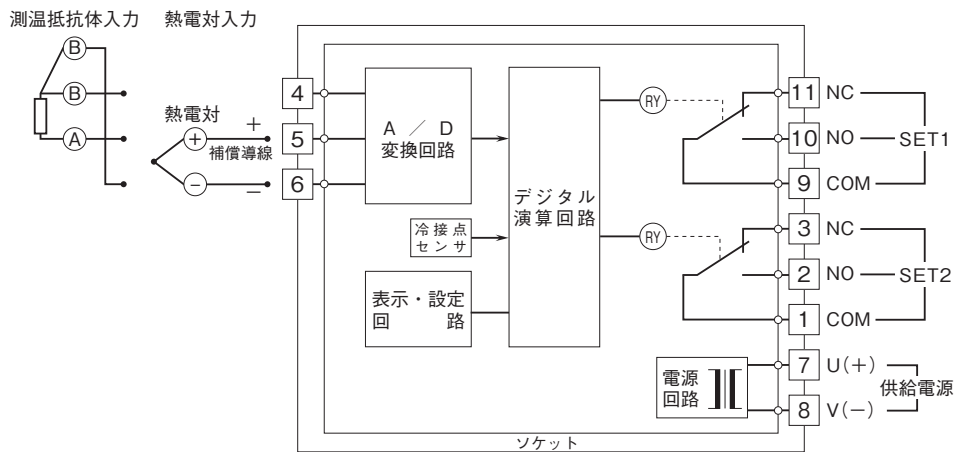 測温抵抗体入力
熱電対入力
B
B
A
熱電対
+
+
補償導線
−
−
4
5
6
A ／ D
変換回路
冷接点
センサ
表示・設定
回 路
デジタル
演算回路
RY
RY
電源
回路
11 NC
10 NO
9 COM
SET1
3 NC
2 NO
1 COM
SET2
7 U(+)
8 V(−)
供給電源
ソケット